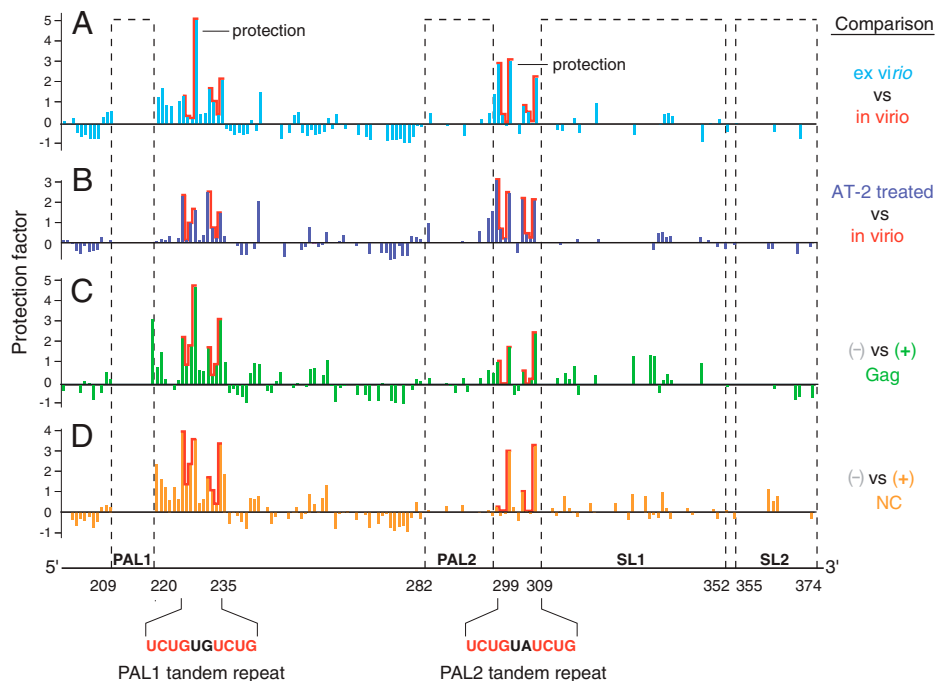 Comparison
A
5
4
3
2
1
0
-1
protection
protection
ex virio
vs
in virio
B
3
2
1
0
AT-2 treated
vs
in virio
Protection factor
C
5
4
3
2
1
0
-1
(–) vs (+)
Gag
D
4
3
2
1
0
-1
(–) vs (+)
NC
PAL1 PAL2 SL1 SL2
5' 3'
209 220 235 282 299 309 352 355 374
UCUGUGUCUG UCUGUAUCUG
PAL1 tandem repeat PAL2 tandem repeat